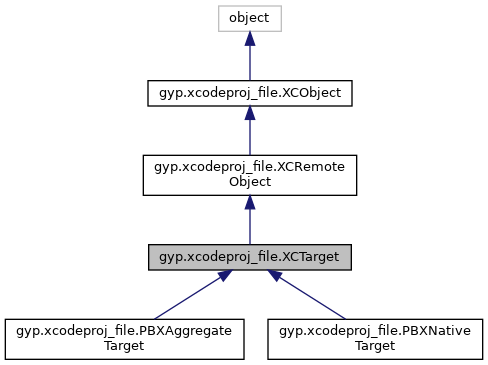 object
gyp.xcodeproj_file.XCObject
gyp.xcodeproj_file.XCRemote
Object
gyp.xcodeproj_file.XCTarget
gyp.xcodeproj_file.PBXAggregate
Target
gyp.xcodeproj_file.PBXNative
Target